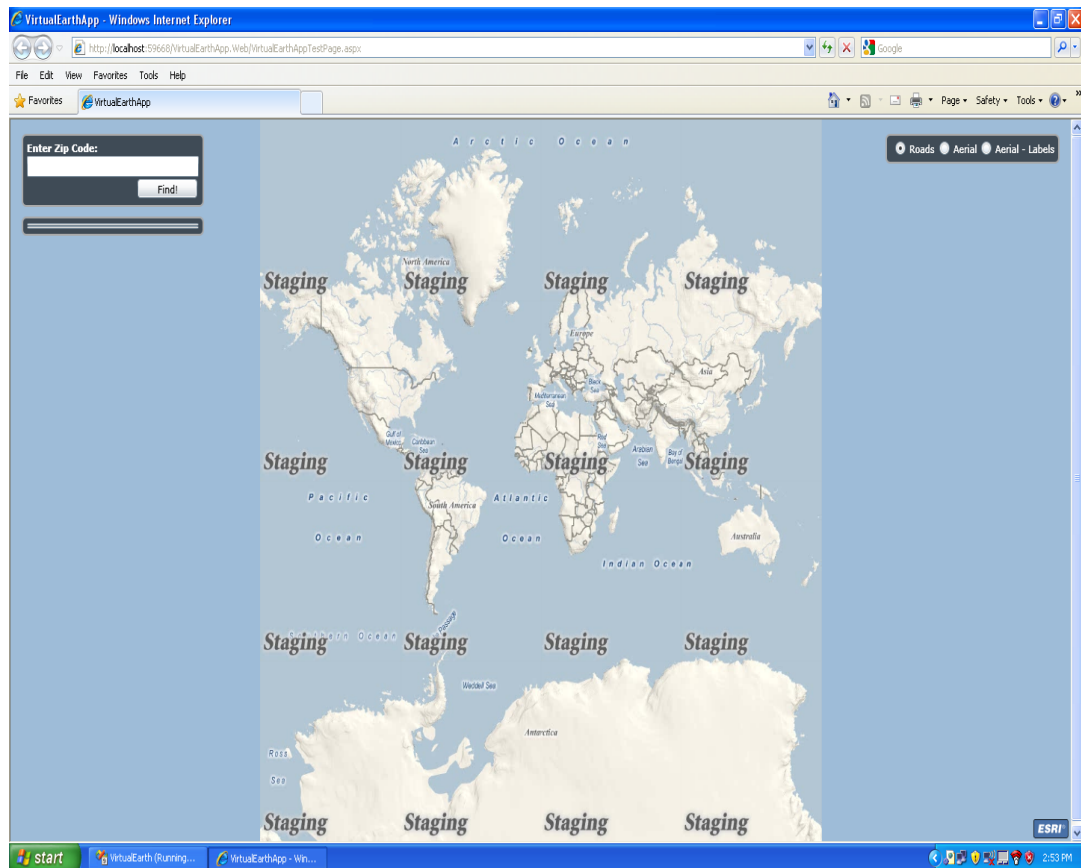 VirtualEarthApp - Windows Internet Explorer
http://localhost:59668/VirtualEarthApp.Web/VirtualEarthAppTestPage.aspx
Google
File Edit View Favorites Tools Help
Favorites VirtualEarthApp
Page Safety Tools
Enter Zip Code:
Find!
Roads Aerial Aerial - Labels
Arctic Ocean
North America
Staging Staging Staging Staging
Europe
Asia
Black Sea
Mediterranean Sea
Gulf of Mexico
Caribbean Sea
Red Sea
Arabian Sea
Bay of Bengal
Staging Staging Staging Staging
Pacific Ocean
Atlantic Ocean
South America
Australia
Indian Ocean
Southern Ocean
Passage
Staging Staging Staging Staging
Weddell Sea
Antarctica
Ross Sea
Staging Staging Staging Staging
ESRI
start VirtualEarth (Running... VirtualEarthApp - Win... 2:53 PM